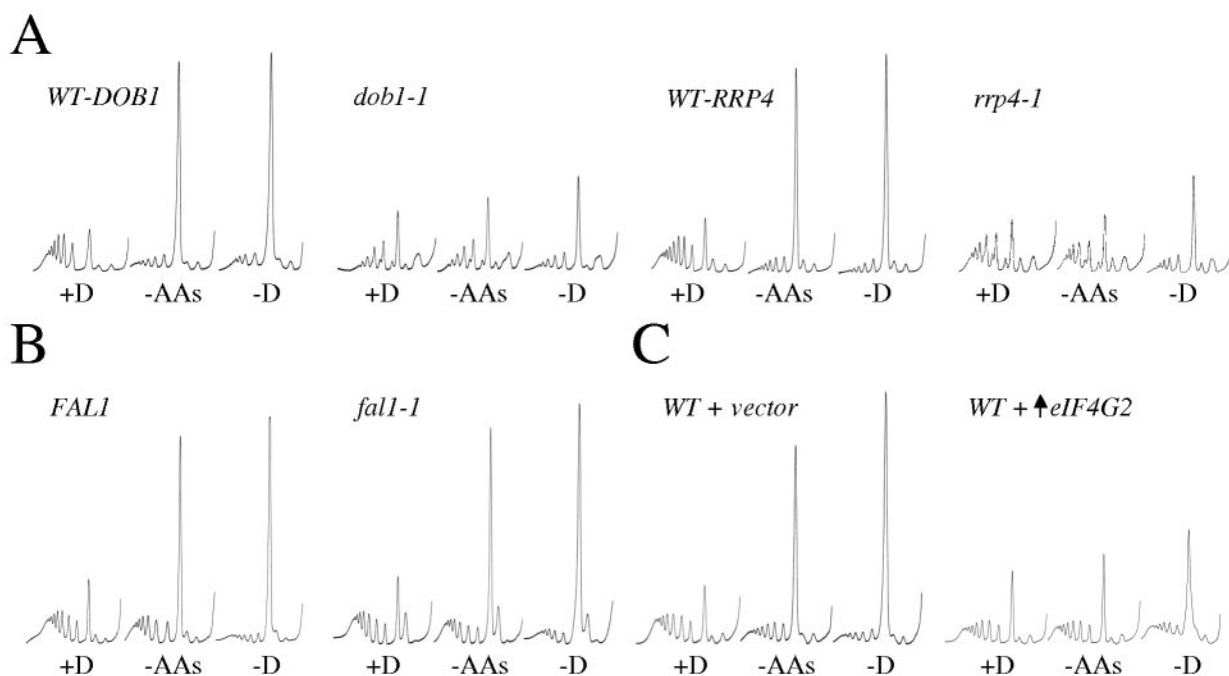 A
WT-DOB1 dob1-1 WT-RRP4 rrp4-1
+D -AAs -D +D -AAs -D +D -AAs -D +D -AAs -D
B C
FAL1 fal1-1 WT + vector WT + ↑eIF4G2
+D -AAs -D +D -AAs -D +D -AAs -D +D -AAs -D